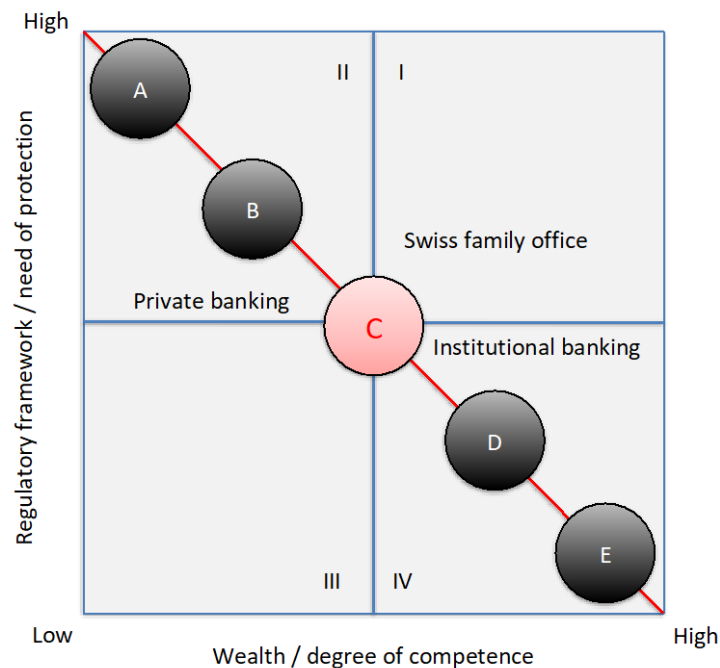 High
II
I
A
B
Swiss family office
Private banking
C
Institutional banking
D
E
III
IV
Regulatory framework / need of protection
Low
High
Wealth / degree of competence